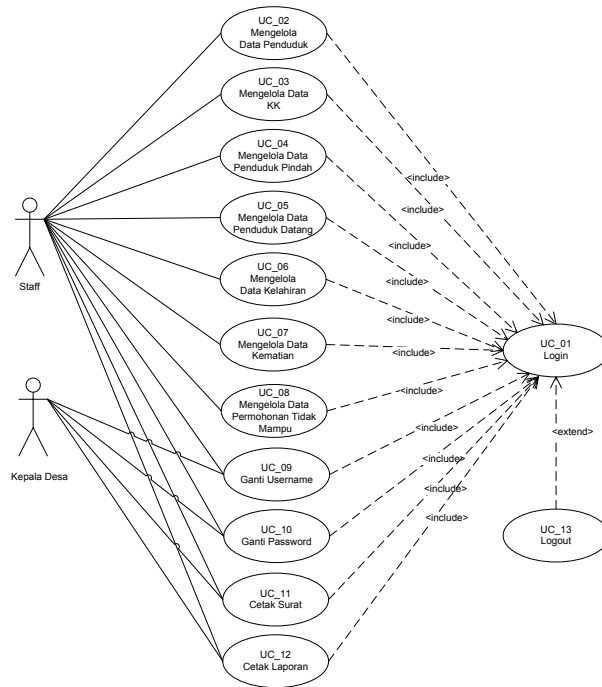 UC_02
Mengelola
Data Penduduk
UC_03
Mengelola Data
KK
UC_04
Mengelola Data
Penduduk Pindah
UC_05
Mengelola Data
Penduduk Datang
UC_06
Mengelola
Data Kelahiran
UC_07
Mengelola Data
Kematian
UC_08
Mengelola Data
Permohonan Tidak
Mampu
UC_09
Ganti Username
UC_10
Ganti Password
UC_11
Cetak Surat
UC_12
Cetak Laporan
Staff
Kepala Desa
<include>
<include>
<include>
<include>
<include>
<include>
<include>
<include>
<include>
<include>
<include>
UC_01
Login
<extend>
UC_13
Logout